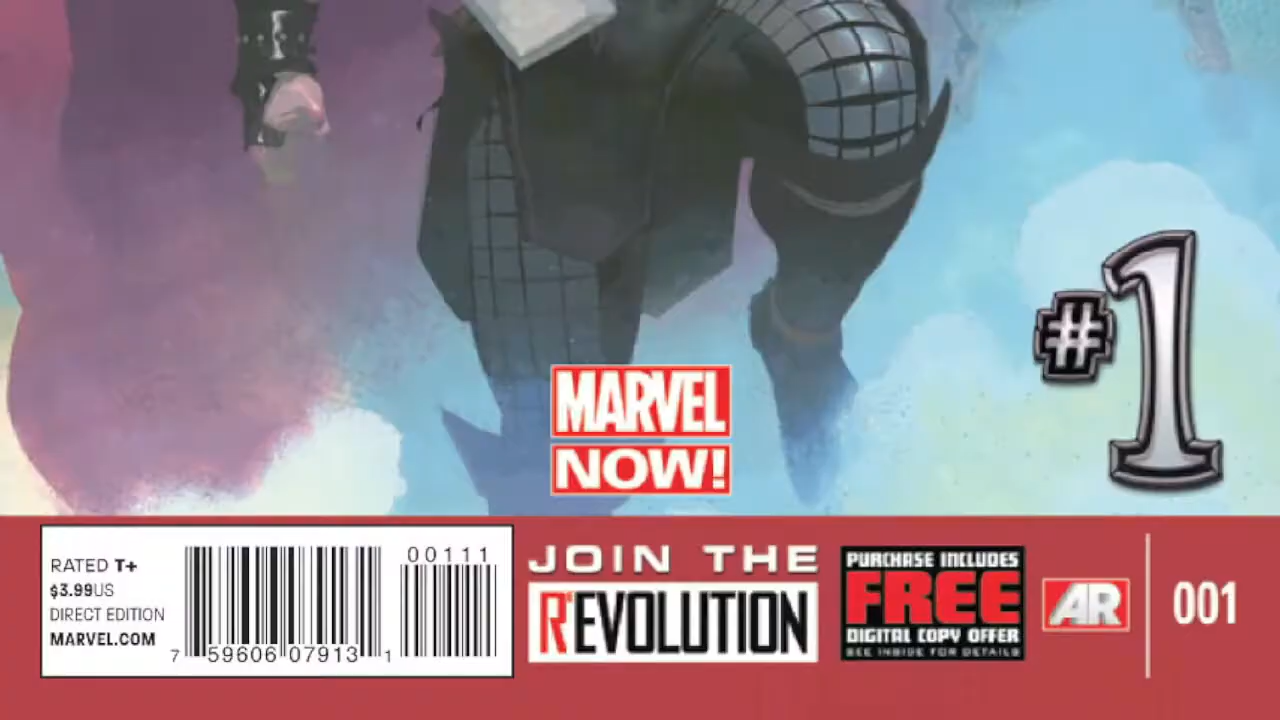 #1
MARVEL
NOW!
RATED T+
$3.99US
DIRECT EDITION
MARVEL.COM
00111
7 59606 07913 1
JOIN THE
REVOLUTION
PURCHASE INCLUDES
FREE
DIGITAL COPY OFFER
SEE INSIDE FOR DETAILS
AR
001